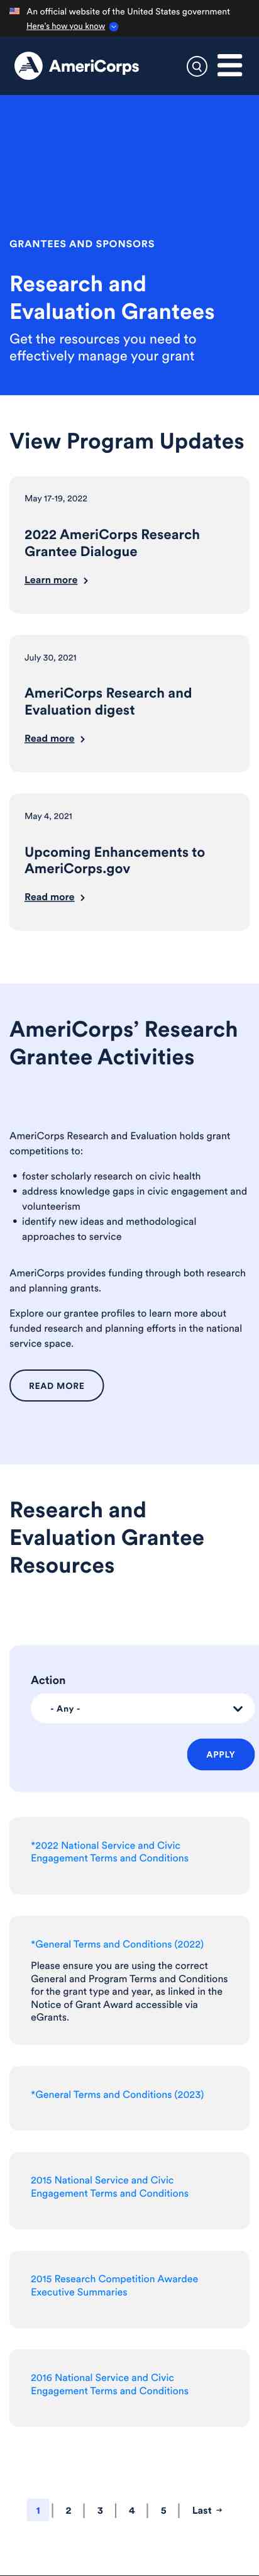 An official website of the United States government
Here's how you know
AmeriCorps
GRANTEES AND SPONSORS
Research and
Evaluation Grantees
Get the resources you need to
effectively manage your grant
View Program Updates
May 17-19, 2022
2022 AmeriCorps Research
Grantee Dialogue
Learn more
July 30, 2021
AmeriCorps Research and
Evaluation digest
Read more
May 4, 2021
Upcoming Enhancements to
AmeriCorps.gov
Read more
AmeriCorps’ Research
Grantee Activities
AmeriCorps Research and Evaluation holds grant
competitions to:
• foster scholarly research on civic health
• address knowledge gaps in civic engagement and
volunteerism
• identify new ideas and methodological
approaches to service
AmeriCorps provides funding through both research
and planning grants.
Explore our grantee profiles to learn more about
funded research and planning efforts in the national
service space.
READ MORE
Research and
Evaluation Grantee
Resources
Action
- Any -
APPLY
*2022 National Service and Civic
Engagement Terms and Conditions
*General Terms and Conditions (2022)
Please ensure you are using the correct
General and Program Terms and Conditions
for the grant type and year, as linked in the
Notice of Grant Award accessible via
eGrants.
*General Terms and Conditions (2023)
2015 National Service and Civic
Engagement Terms and Conditions
2015 Research Competition Awardee
Executive Summaries
2016 National Service and Civic
Engagement Terms and Conditions
1 | 2 | 3 | 4 | 5 | Last →